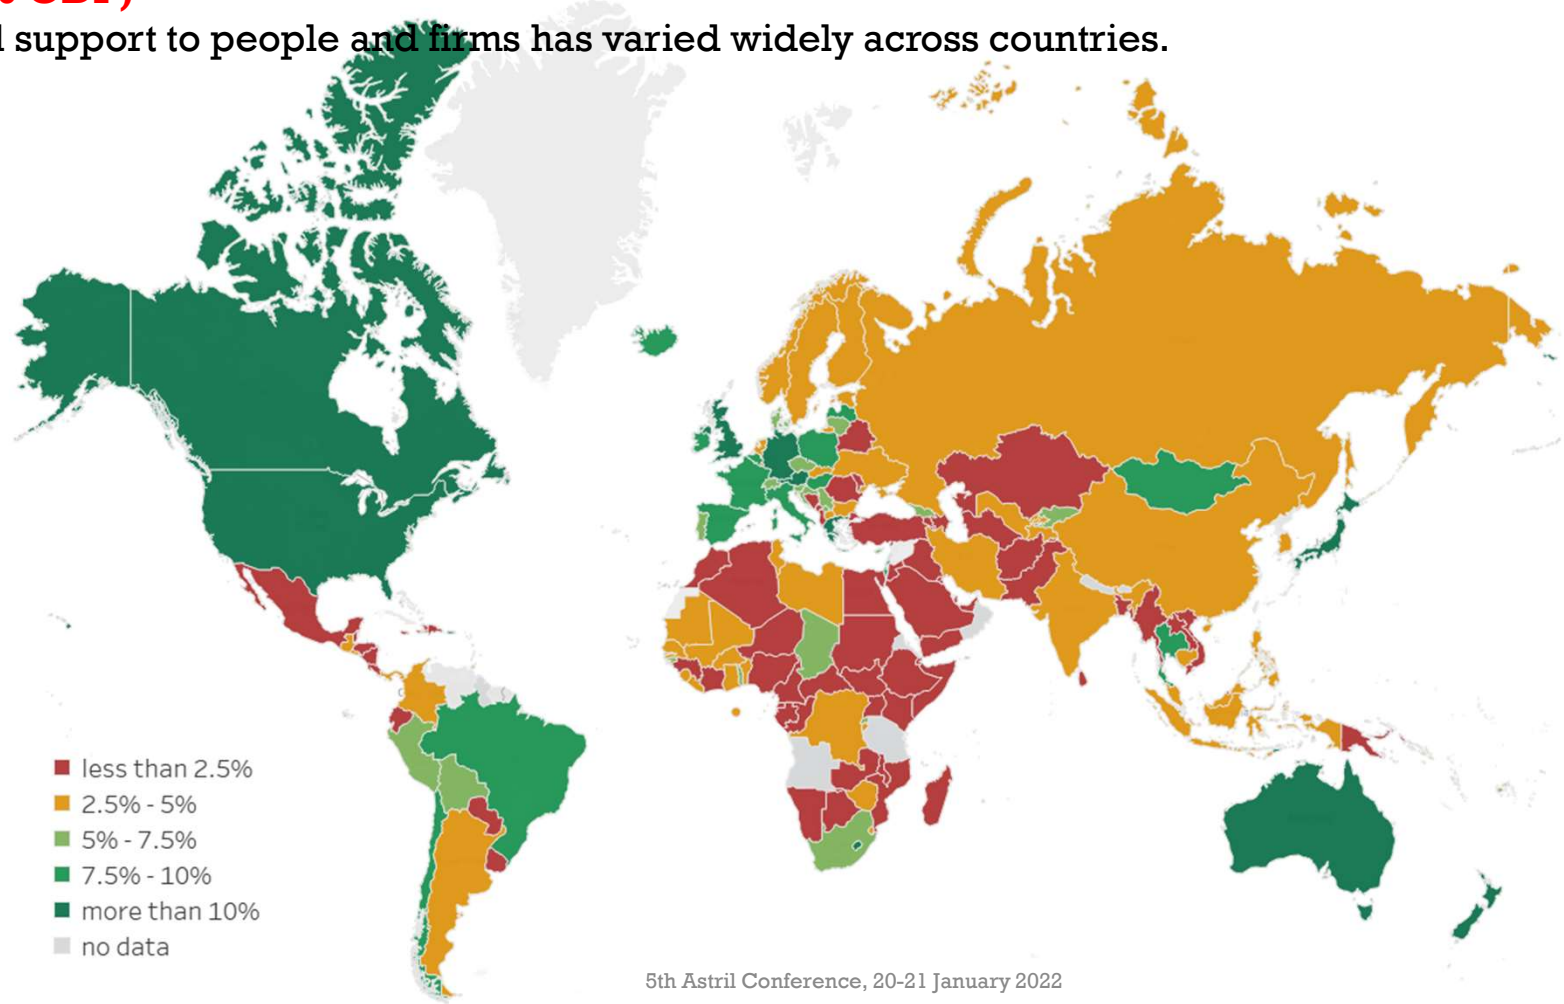 support to people and firms has varied widely across countries.
less than 2.5%
2.5% - 5%
5% - 7.5%
7.5% - 10%
more than 10%
no data
5th Astril Conference, 20-21 January 2022